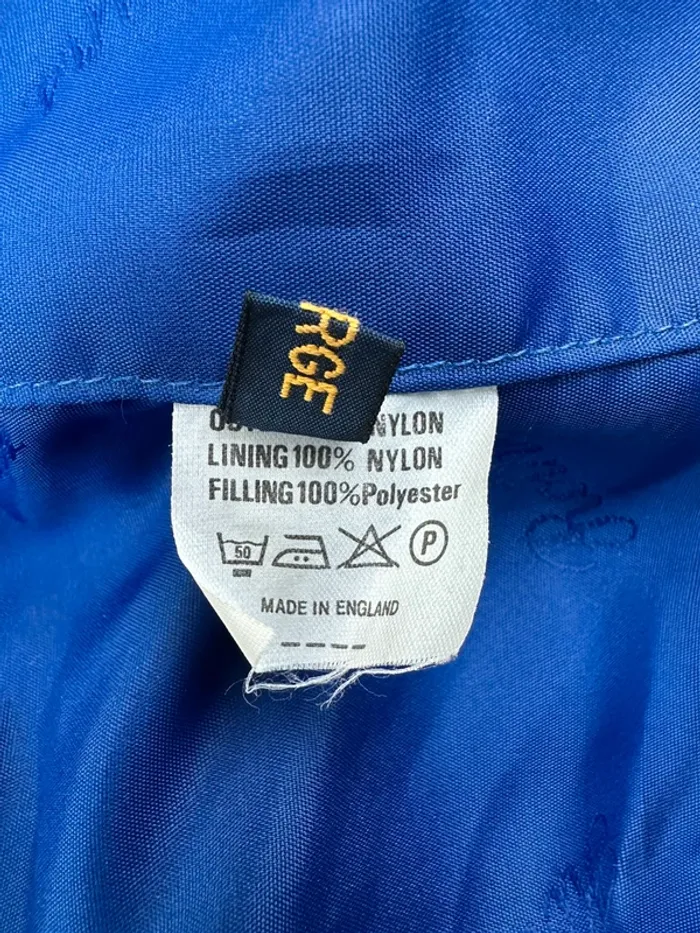 RGE
NYLON
LINING 100% NYLON
FILLING 100% Polyester
50
P
MADE IN ENGLAND